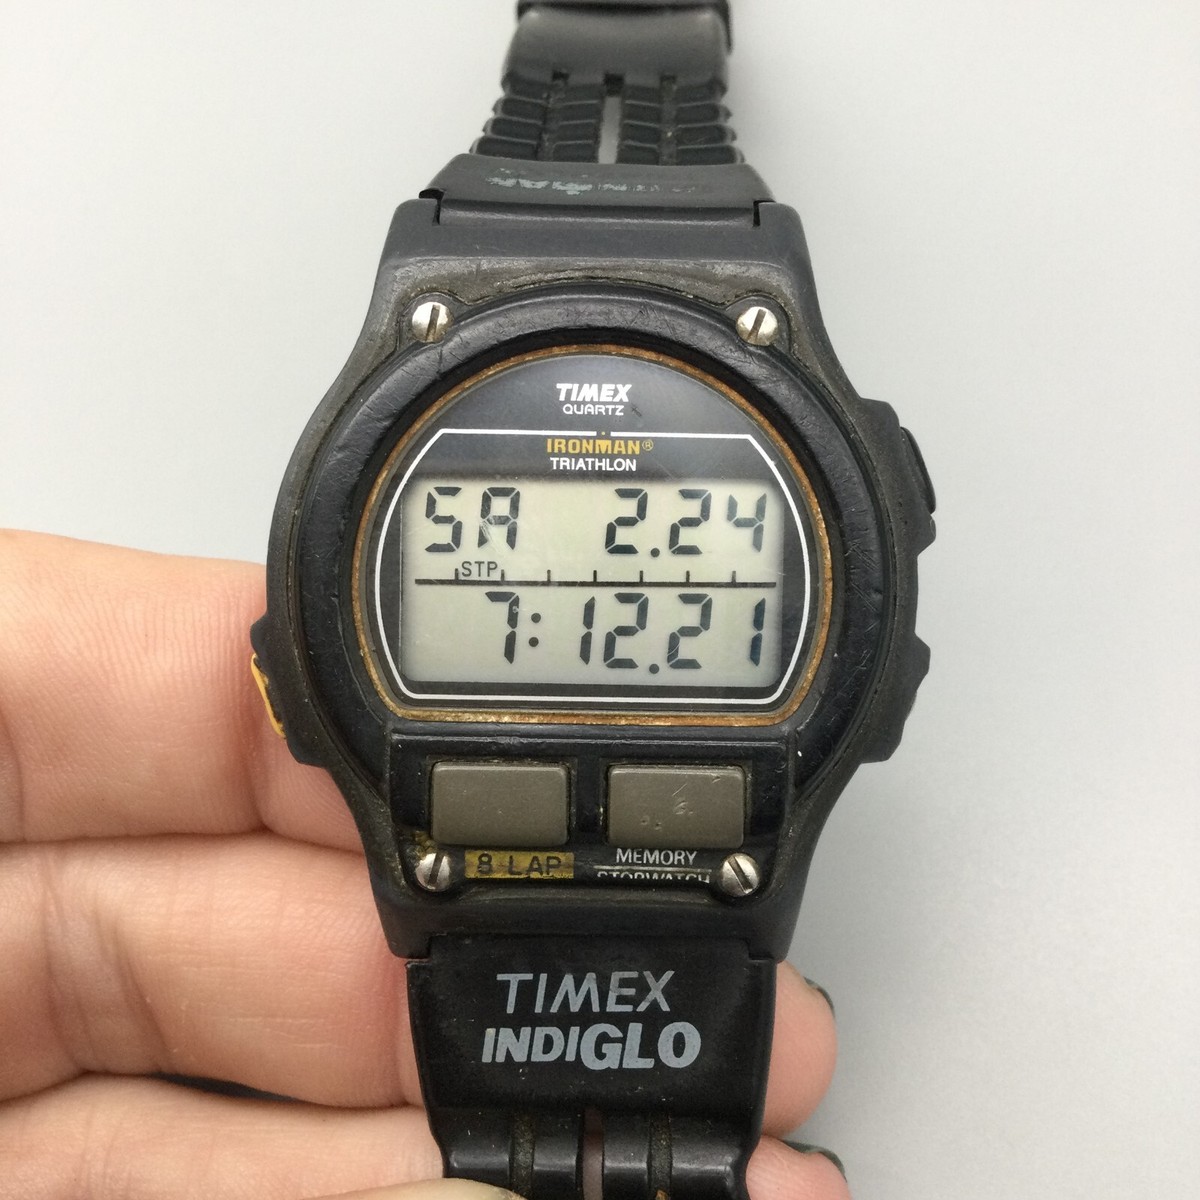 TIMEX
QUARTZ
IRONMAN®
TRIATHLON
SA 2.24
STP
7:12.21
8 LAP
MEMORY
STOPWATCH
TIMEX
INDIGLO